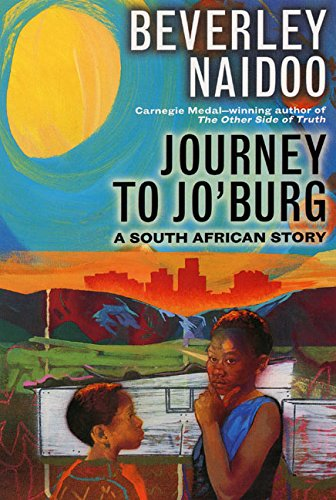 BEVERLEY
NAIDOO
Carnegie Medal—winning author of
The Other Side of Truth
JOURNEY
TO JO'BURG
A SOUTH AFRICAN STORY